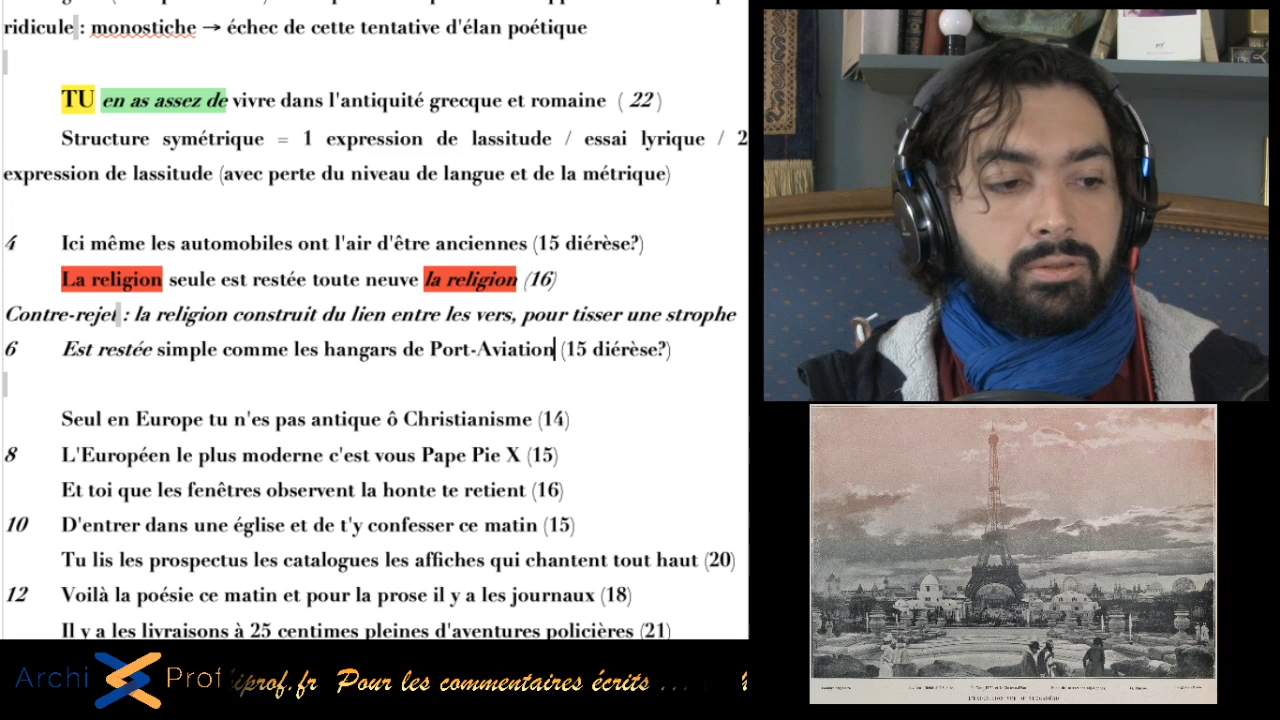 ridicule : monostiche → échec de cette tentative d'élan poétique
TU en as assez de vivre dans l'antiquité grecque et romaine ( 22 )
Structure symétrique = 1 expression de lassitude / essai lyrique / 2
expression de lassitude (avec perte du niveau de langue et de la métrique)
4 Ici même les automobiles ont l'air d'être anciennes (15 diérèse?)
La religion seule est restée toute neuve la religion (16)
Contre-rejet : la religion construit du lien entre les vers, pour tisser une strophe
6 Est restée simple comme les hangars de Port-Aviation (15 diérèse?)
Seul en Europe tu n'es pas antique ô Christianisme (14)
8 L'Européen le plus moderne c'est vous Pape Pie X (15)
Et toi que les fenêtres observent la honte te retient (16)
10 D'entrer dans une église et de t'y confesser ce matin (15)
Tu lis les prospectus les catalogues les affiches qui chantent tout haut (20)
12 Voilà la poésie ce matin et pour la prose il y a les journaux (18)
Il y a les livraisons à 25 centimes pleines d'aventures policières (21)
Archi Prof iprof.fr Pour les commentaires écrits ...